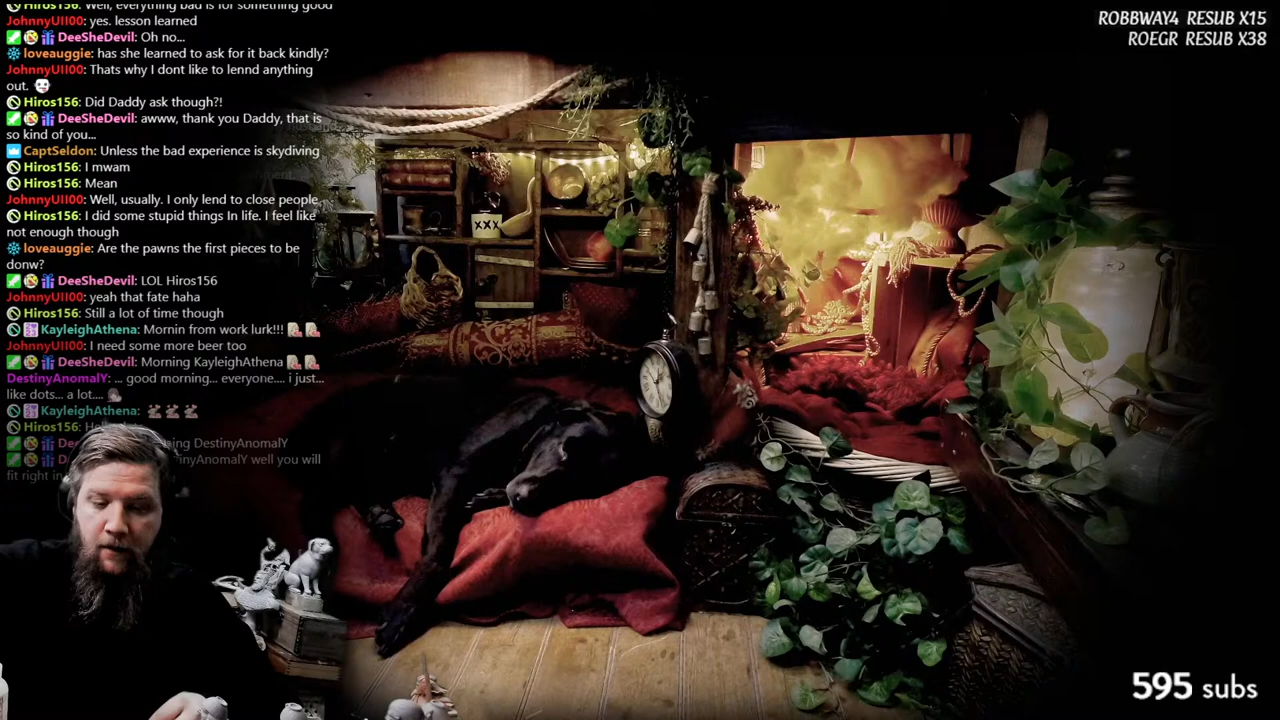 Hiros156: Well, everything bad is for something good
JohnnyUll00: yes. lesson learned
DeeSheDevil: Oh no...
loveauggie: has she learned to ask for it back kindly?
JohnnyUll00: Thats why I dont like to lennd anything
out.
Hiros156: Did Daddy ask though?!
DeeSheDevil: awww, thank you Daddy, that is
so kind of you...
CaptSeldon: Unless the bad experience is skydiving
Hiros156: I mwam
Hiros156: Mean
JohnnyUll00: Well, usually. I only lend to close people
Hiros156: I did some stupid things In life. I feel like
not enough though
loveauggie: Are the pawns the first pieces to be
donw?
DeeSheDevil: LOL Hiros156
JohnnyUll00: yeah that fate haha
Hiros156: Still a lot of time though
KayleighAthena: Mornin from work lurk!!!
JohnnyUll00: I need some more beer too
DeeSheDevil: Morning KayleighAthena
DestinyAnomalY: ... good morning... everyone.... i just...
like dots... a lot....
KayleighAthena:
Hiros156:
DestinyAnomalY
well you will
fit right in
ROBBWAY4 RESUB X15
ROEGR RESUB X38
XXX
595 subs